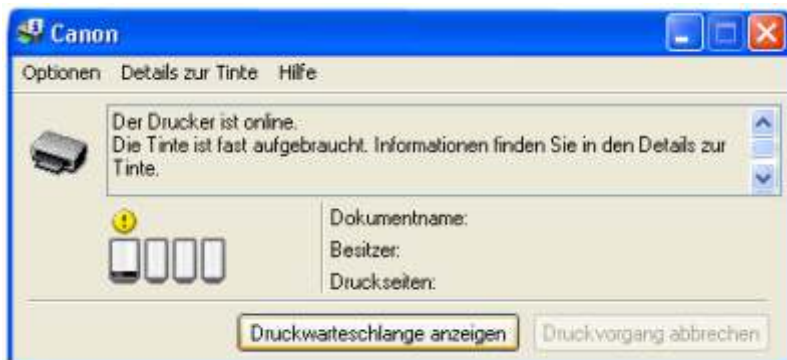 Canon
Optionen Details zur Tinte Hilfe
Der Drucker ist online.
Die Tinte ist fast aufgebraucht. Informationen finden Sie in den Details zur
Tinte.
Dokumentname:
Besitzer:
Druckseiten:
Druckwarteschlange anzeigen Druckvorgang abbrechen